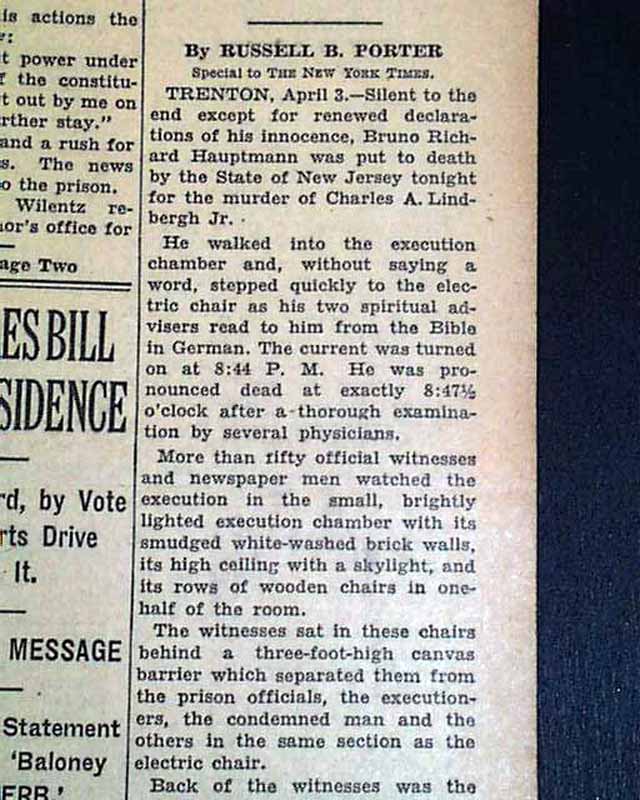 is actions the
t power under
f the constitu-
t out by me on
rther stay."
and a rush for
s. The news
o the prison.
Wilentz re-
or's office for
age Two
ES BILL
SIDENCE
rd, by Vote
rts Drive
It.
MESSAGE
Statement
'Baloney
ERB.'
By RUSSELL B. PORTER
Special to THE NEW YORK TIMES.
TRENTON, April 3.—Silent to the
end except for renewed declara-
tions of his innocence, Bruno Rich-
ard Hauptmann was put to death
by the State of New Jersey tonight
for the murder of Charles A. Lind-
bergh Jr.
He walked into the execution
chamber and, without saying a
word, stepped quickly to the elec-
tric chair as his two spiritual ad-
visers read to him from the Bible
in German. The current was turned
on at 8:44 P. M. He was pro-
nounced dead at exactly 8:47½
o'clock after a thorough examina-
tion by several physicians.
More than fifty official witnesses
and newspaper men watched the
execution in the small, brightly
lighted execution chamber with its
smudged white-washed brick walls,
its high ceiling with a skylight, and
its rows of wooden chairs in one-
half of the room.
The witnesses sat in these chairs
behind a three-foot-high canvas
barrier which separated them from
the prison officials, the execution-
ers, the condemned man and the
others in the same section as the
electric chair.
Back of the witnesses was the